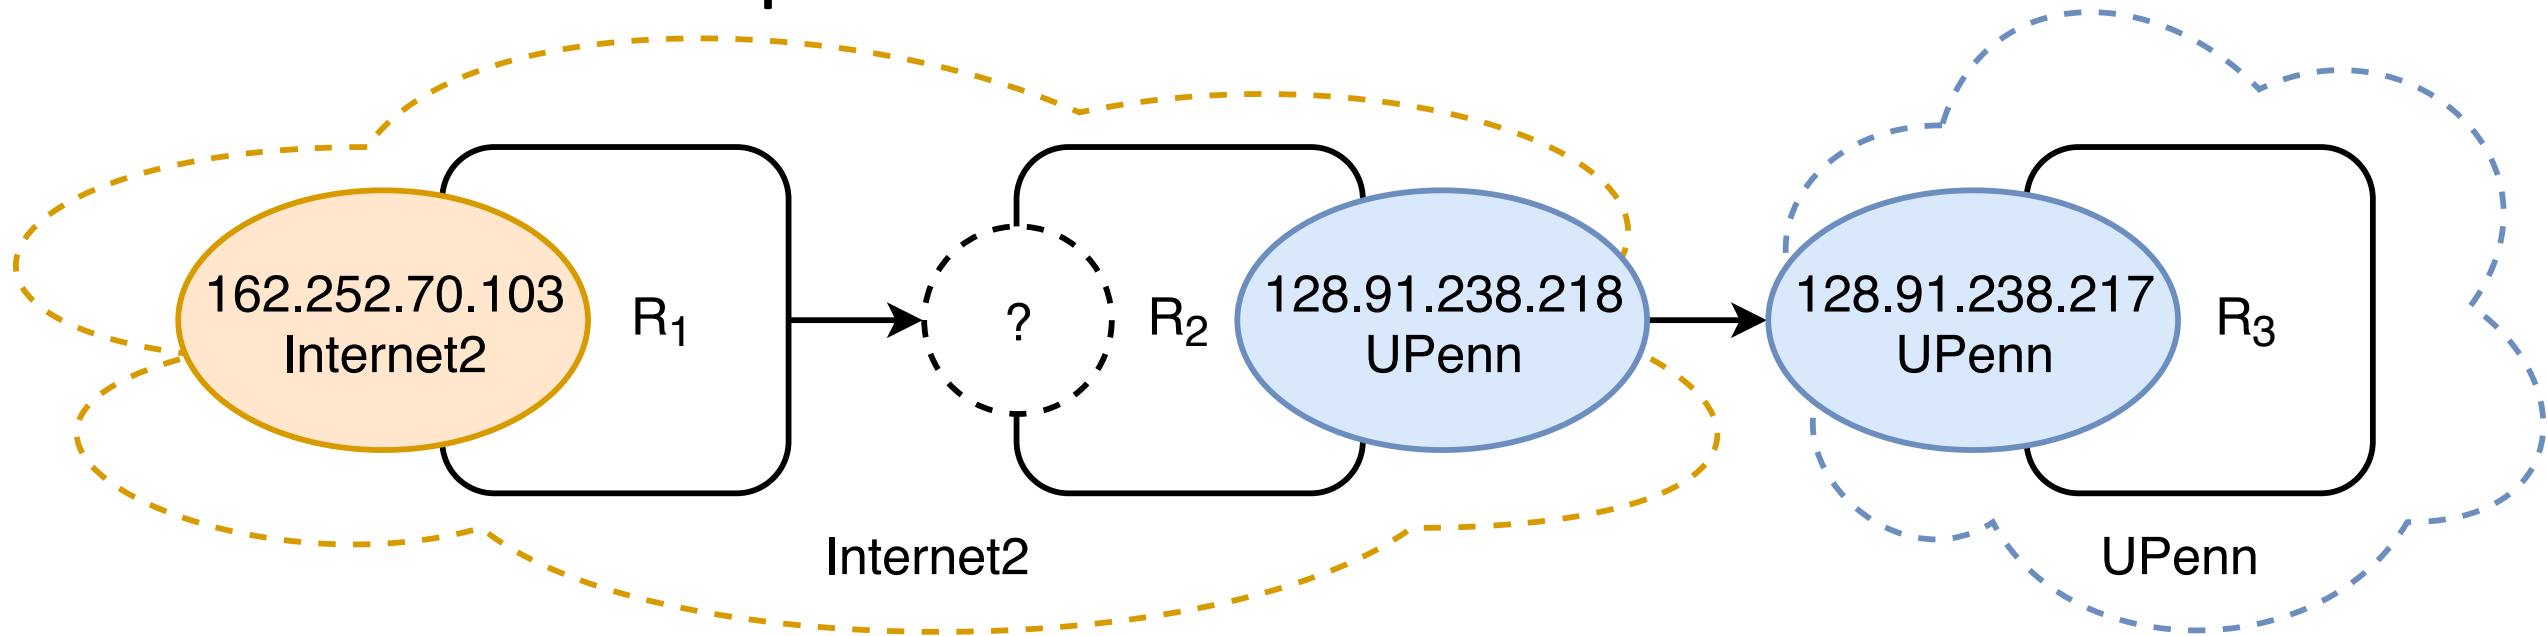 162.252.70.103
Internet2
R1
?
R2
128.91.238.218
UPenn
128.91.238.217
UPenn
R3
Internet2
UPenn